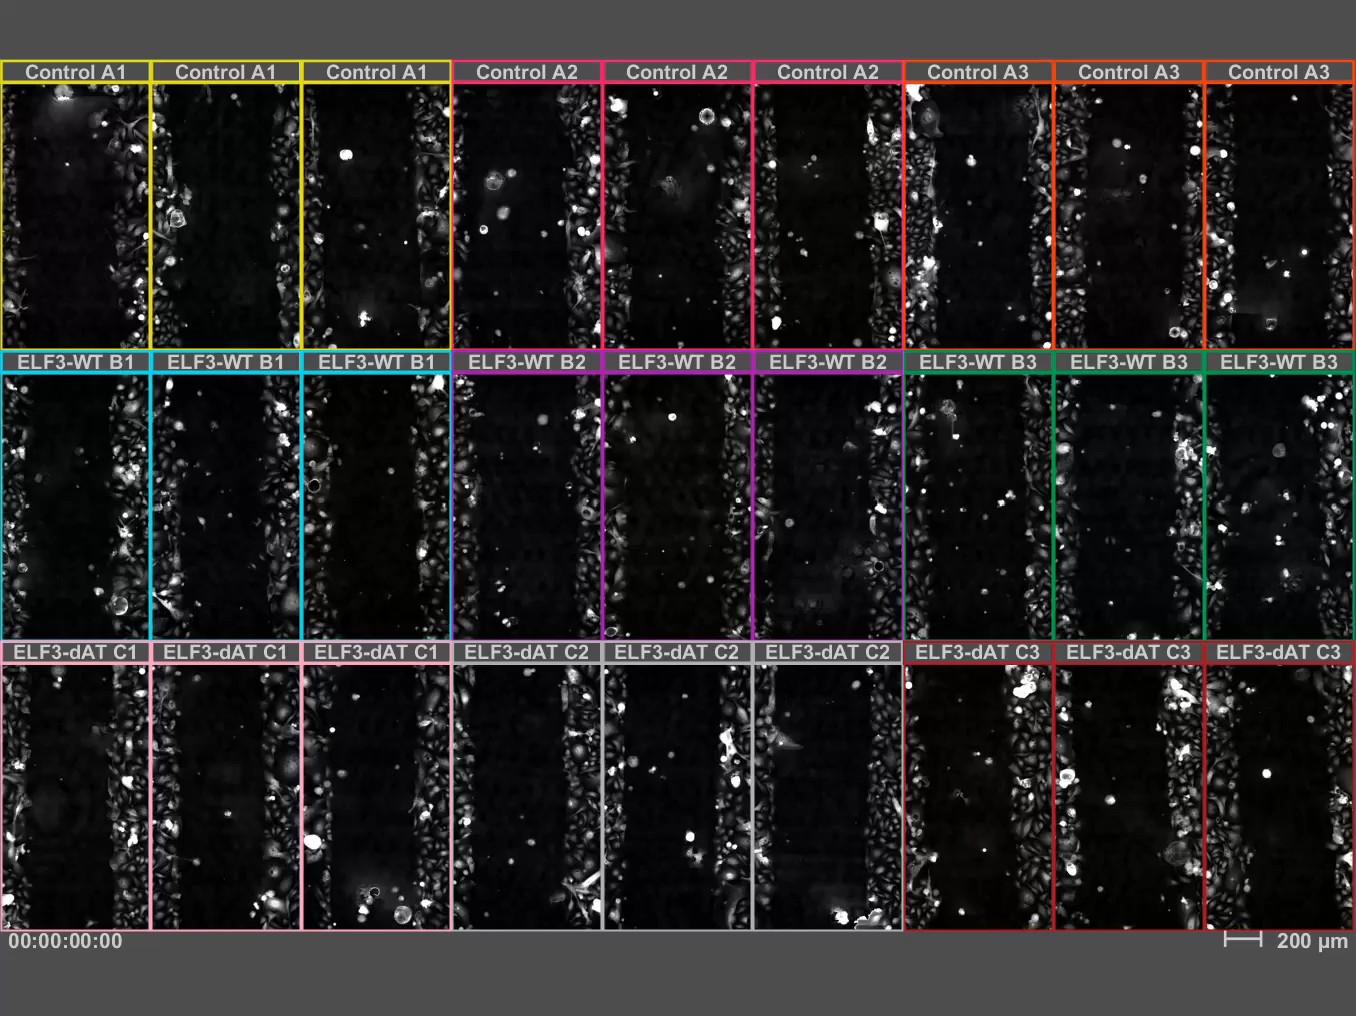 Control A1 Control A1 Control A1 Control A2 Control A2 Control A2 Control A3 Control A3 Control A3
ELF3-WT B1 ELF3-WT B1 ELF3-WT B1 ELF3-WT B2 ELF3-WT B2 ELF3-WT B2 ELF3-WT B3 ELF3-WT B3 ELF3-WT B3
ELF3-dAT C1 ELF3-dAT C1 ELF3-dAT C1 ELF3-dAT C2 ELF3-dAT C2 ELF3-dAT C2 ELF3-dAT C3 ELF3-dAT C3 ELF3-dAT C3
00:00:00:00 200 µm